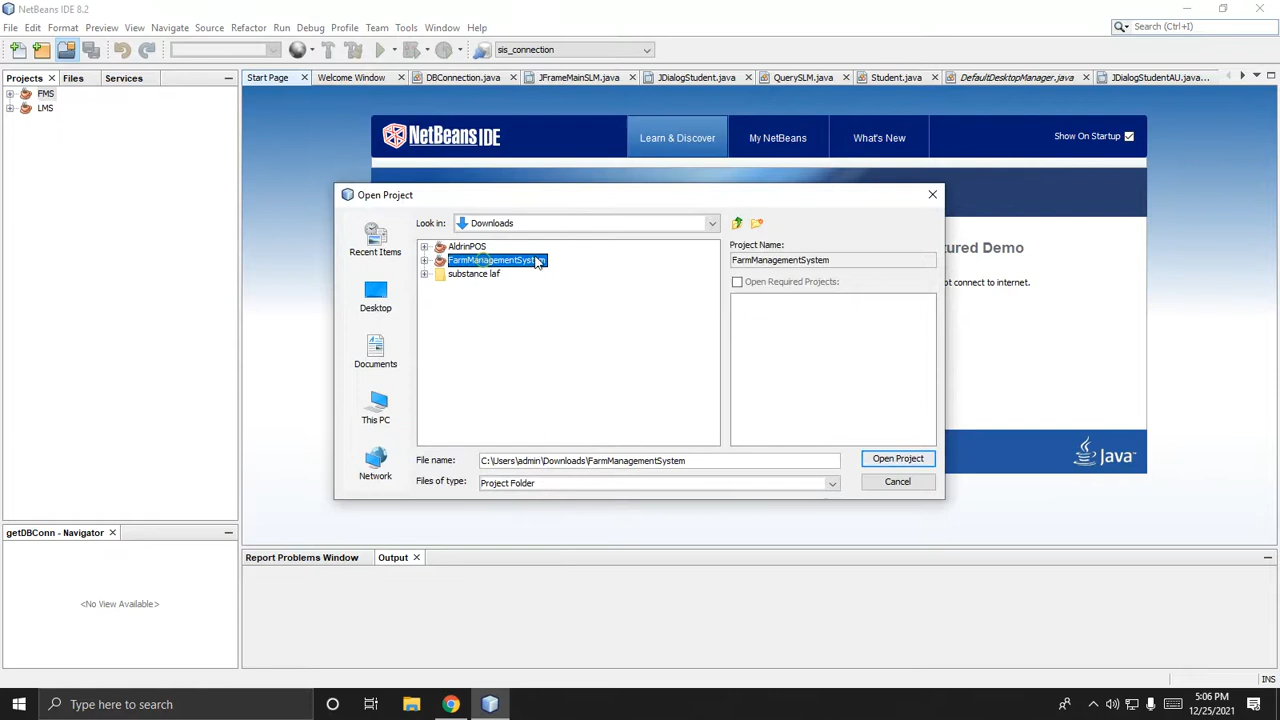 NetBeans IDE 8.2
File Edit Format Preview View Navigate Source Refactor Run Debug Profile Team Tools Window Help
Search (Ctrl+I)
sis_connection
Projects Files Services
Start Page Welcome Window DBConnection.java JFrameMainSLM.java JDialogStudent.java QuerySLM.java Student.java DefaultDesktopManager.java JDialogStudentAU.java...
FMS
LMS
NetBeans IDE
Learn & Discover My NetBeans What's New
Show On Startup
Open Project
Look in: Downloads
Recent Items
Desktop
Documents
This PC
Network
AldrinPOS
FarmManagementSystem
substance laf
Project Name:
FarmManagementSystem
Open Required Projects:
tured Demo
ot connect to internet.
File name: C:\Users\admin\Downloads\FarmManagementSystem Open Project
Files of type: Project Folder Cancel
Java
getDBConn - Navigator
<No View Available>
Report Problems Window Output
INS
Type here to search
5:06 PM
12/25/2021